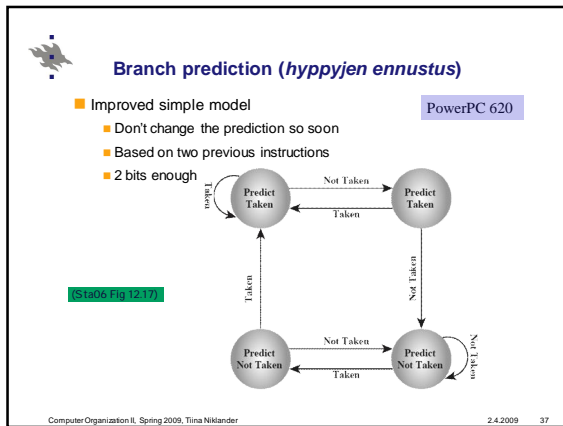 Branch prediction (hyppyjen ennustus)
Improved simple model
PowerPC 620
Don't change the prediction so soon
Based on two previous instructions
2 bits enough
Taken
Predict
Taken
Not Taken
Taken
Predict
Taken
Taken
Not Taken
(Sta06 Fig 12.17)
Predict
Not Taken
Not Taken
Taken
Predict
Not Taken
Not Taken
Computer Organization II, Spring 2009, Tiina Niklander
2.4.2009
37